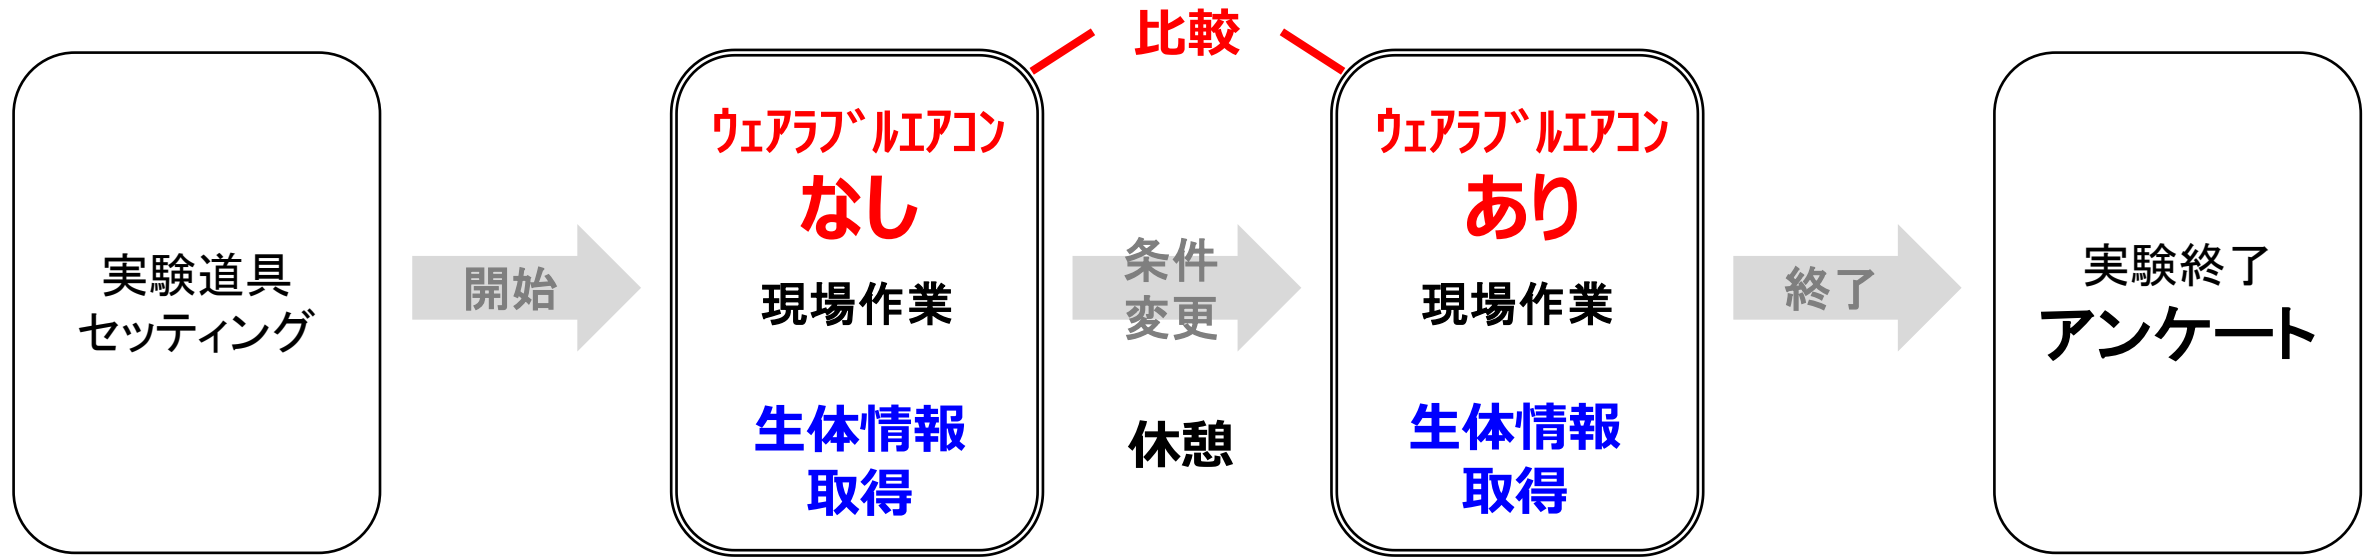 比較
実験道具
セッティング
開始
ｳｪｱﾗﾌﾞﾙｴｱｺﾝ
なし
現場作業
生体情報
取得
条件
変更
休憩
ｳｪｱﾗﾌﾞﾙｴｱｺﾝ
あり
現場作業
生体情報
取得
終了
実験終了
アンケート